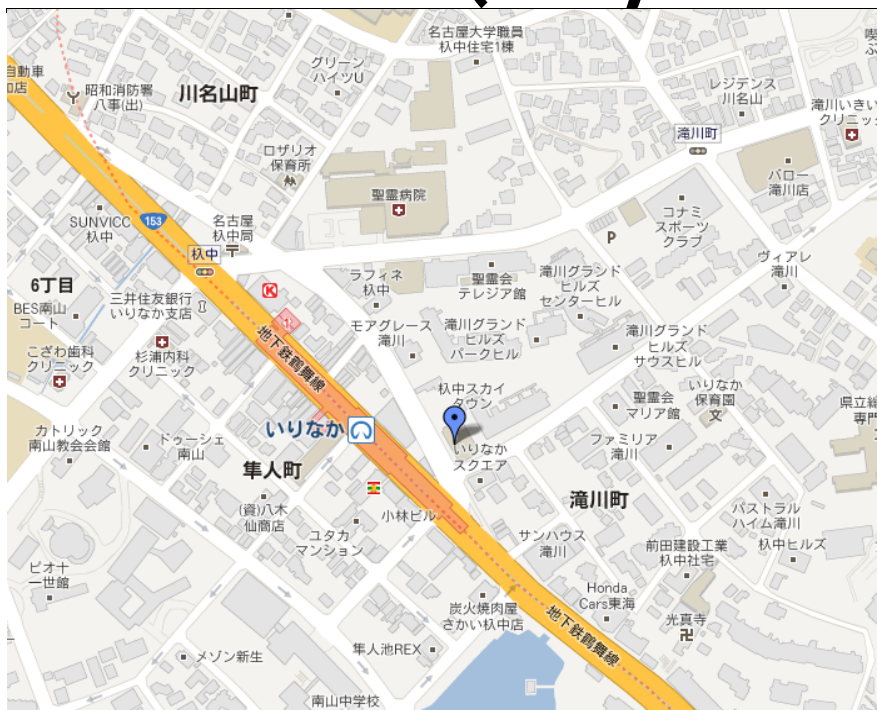 名古屋大学職員
杁中住宅1棟
グリーン
ハイツU
自動車
昭和消防署
八事(出)
川名山町
レジデンス
川名山
滝川いきい
クリニック
滝川町
ロザリオ
保育所
バロー
滝川店
聖霊病院
コナミ
スポーツ
クラブ
SUNVICC
杁中
153
名古屋
杁中局
杁中
P
ヴィアレ
滝川
6丁目
BES南山
コート
三井住友銀行
いりなか支店
K
ラフィネ
杁中
聖霊会
テレジア館
滝川グランド
ヒルズ
センターヒル
モアグレース
滝川
滝川グランド
ヒルズ
パークヒル
滝川グランド
ヒルズ
サウスヒル
こざわ歯科
クリニック
杉浦内科
クリニック
地下鉄鶴舞線
杁中スカイ
タウン
聖霊会
マリア館
いりなか
保育園
文
県立総
専門
カトリック
南山教会会館
ドゥーシェ
南山
いりなか
いりなか
スクエア
ファミリア
滝川
隼人町
滝川町
(資)八木
仙商店
小林ビル
ユタカ
マンション
サンハウス
滝川
パストラル
ハイム滝川
前田建設工業
杁中社宅
杁中ヒルズ
ピオ十
一世館
炭火焼肉屋
さかい杁中店
Honda
Cars東海
光真寺
地下鉄鶴舞線
メゾン新生
隼人池REX
南山中学校